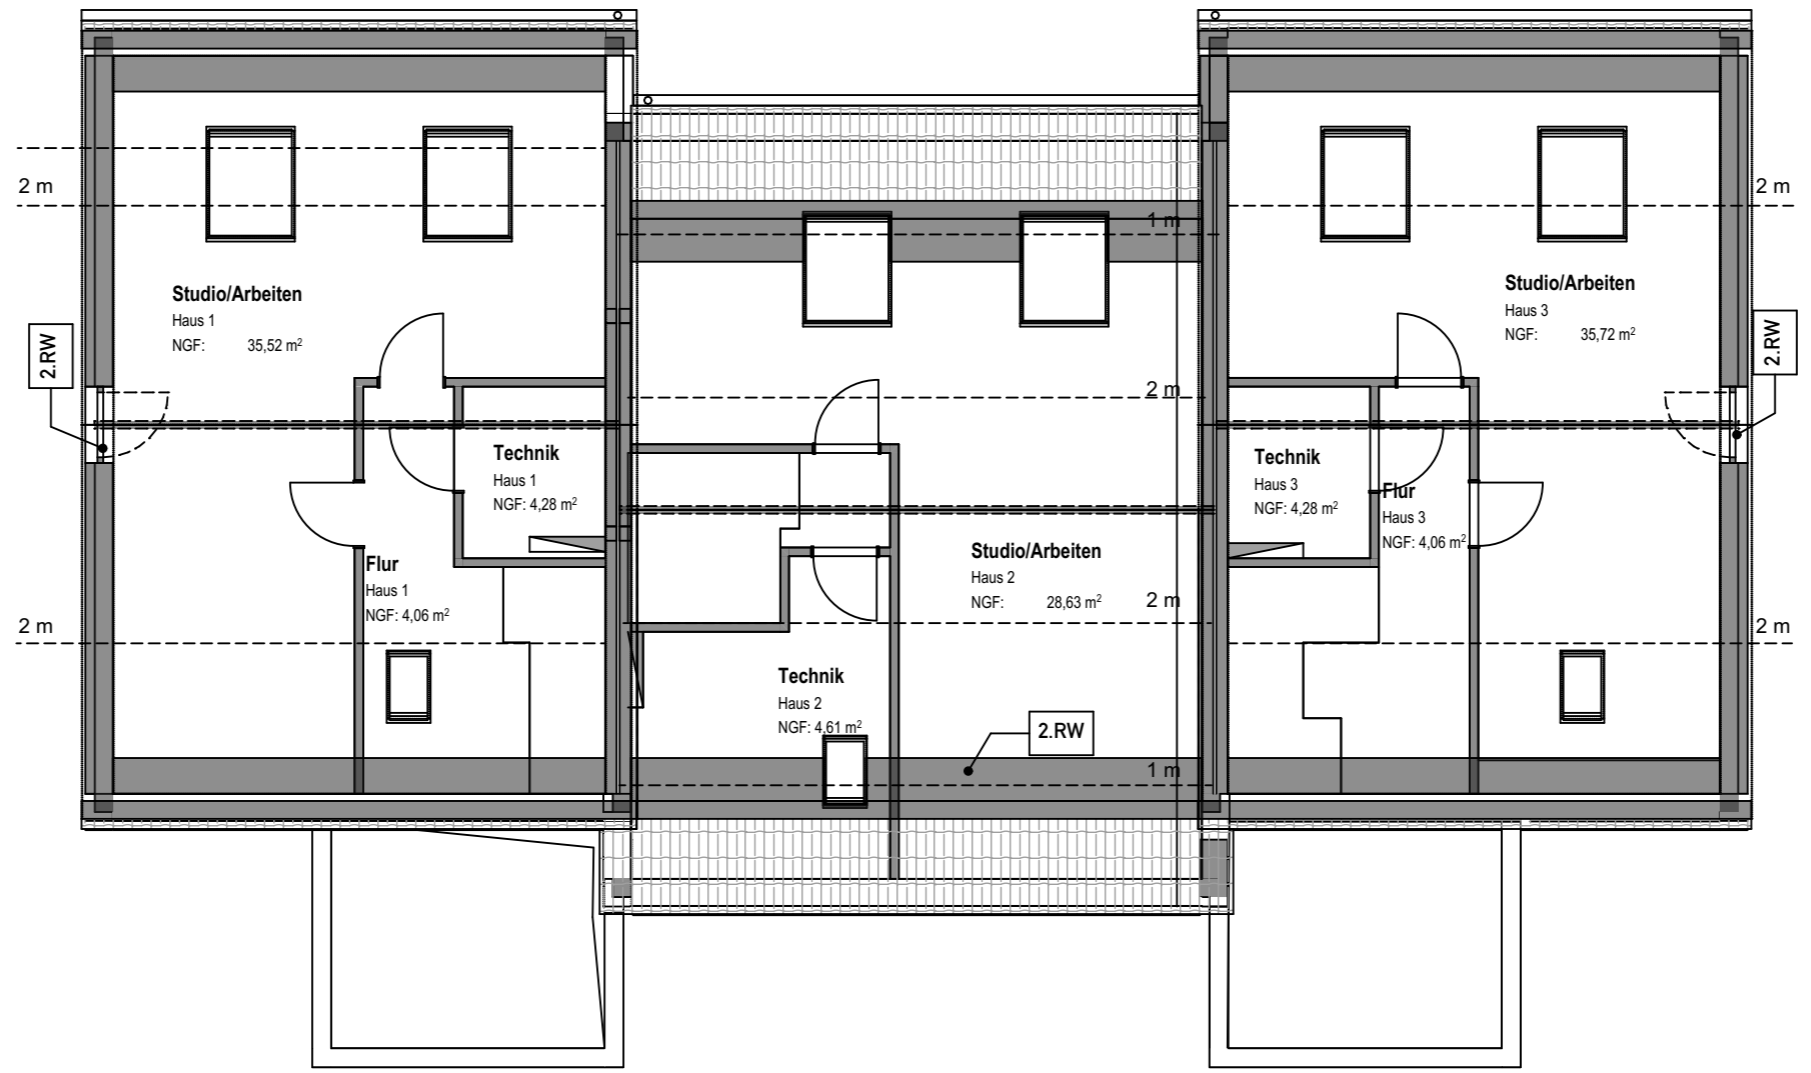 2 m
2 m
1 m
Studio/Arbeiten
Haus 1
NGF: 35,52 m²
Studio/Arbeiten
Haus 3
NGF: 35,72 m²
2.RW
2.RW
2 m
Technik
Haus 1
NGF: 4,28 m²
Technik
Haus 3
NGF: 4,28 m²
Flur
Haus 3
NGF: 4,06 m²
Studio/Arbeiten
Haus 2
NGF: 28,63 m²
2 m
Flur
Haus 1
NGF: 4,06 m²
2 m
2 m
Technik
Haus 2
NGF: 4,61 m²
2.RW
1 m